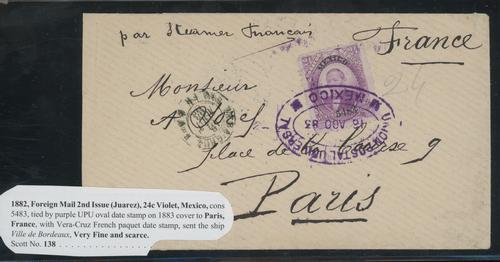 par Steamer Français
France
Monsieur
A
place de la Bourse 9
Paris
MEXICO
UNION POSTAL UNIVERSAL
16 AGO 83
MEXICO
24
1882, Foreign Mail 2nd Issue (Juarez), 24c Violet, Mexico, cons
5483, tied by purple UPU oval date stamp on 1883 cover to Paris,
France, with Vera-Cruz French paquet date stamp, sent the ship
Ville de Bordeaux, Very Fine and scarce.
Scott No. 138 . . . . . . . . . . . . . . . . . . . .